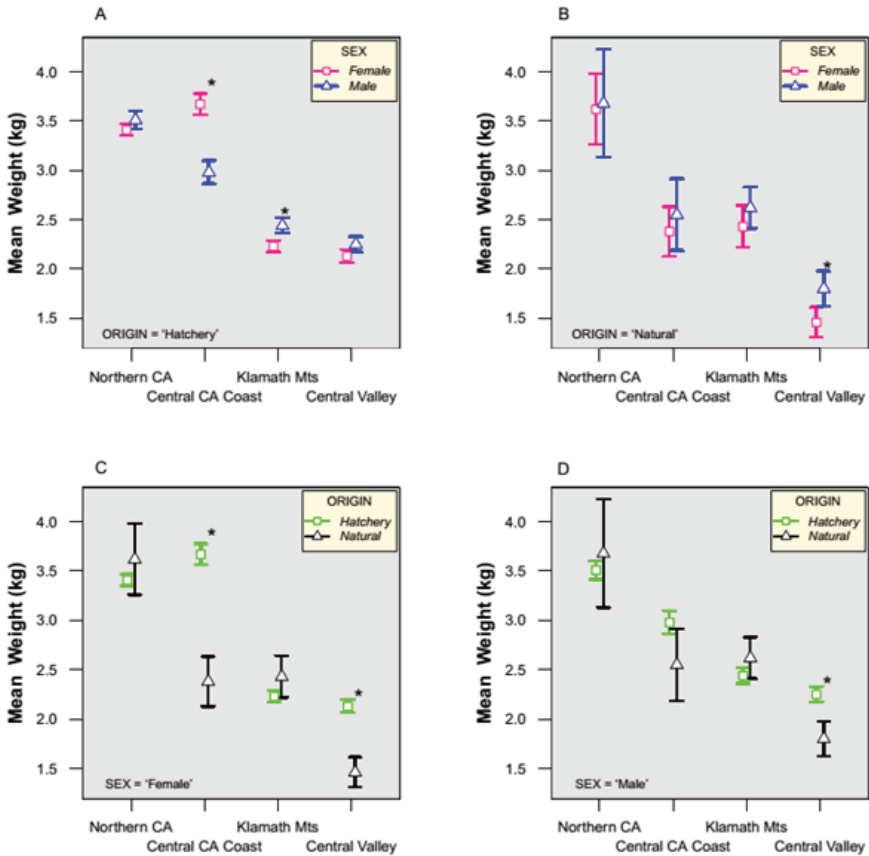 A
SEX
Female
Male
*
*
4.0
3.5
3.0
2.5
2.0
1.5
Mean Weight (kg)
ORIGIN = 'Hatchery'
Northern CA
Klamath Mts
Central CA Coast
Central Valley
B
SEX
Female
Male
*
4.0
3.5
3.0
2.5
2.0
1.5
Mean Weight (kg)
ORIGIN = 'Natural'
Northern CA
Klamath Mts
Central CA Coast
Central Valley
C
ORIGIN
Hatchery
Natural
*
*
4.0
3.5
3.0
2.5
2.0
1.5
Mean Weight (kg)
SEX = 'Female'
Northern CA
Klamath Mts
Central CA Coast
Central Valley
D
ORIGIN
Hatchery
Natural
*
4.0
3.5
3.0
2.5
2.0
1.5
Mean Weight (kg)
SEX = 'Male'
Northern CA
Klamath Mts
Central CA Coast
Central Valley